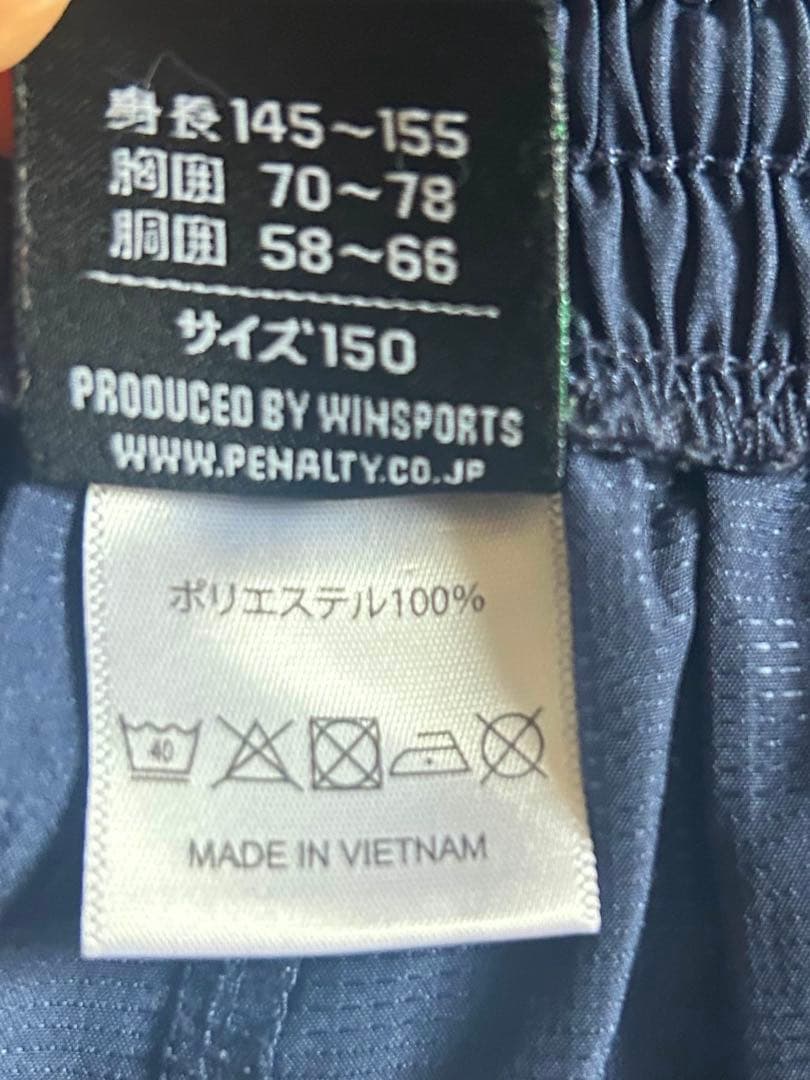 身長145～155
胸囲 70～78
胴囲 58～66
サイズ150
PRODUCED BY WINSPORTS
WWW.PENALTY.CO.JP
ポリエステル100%
40
MADE IN VIETNAM